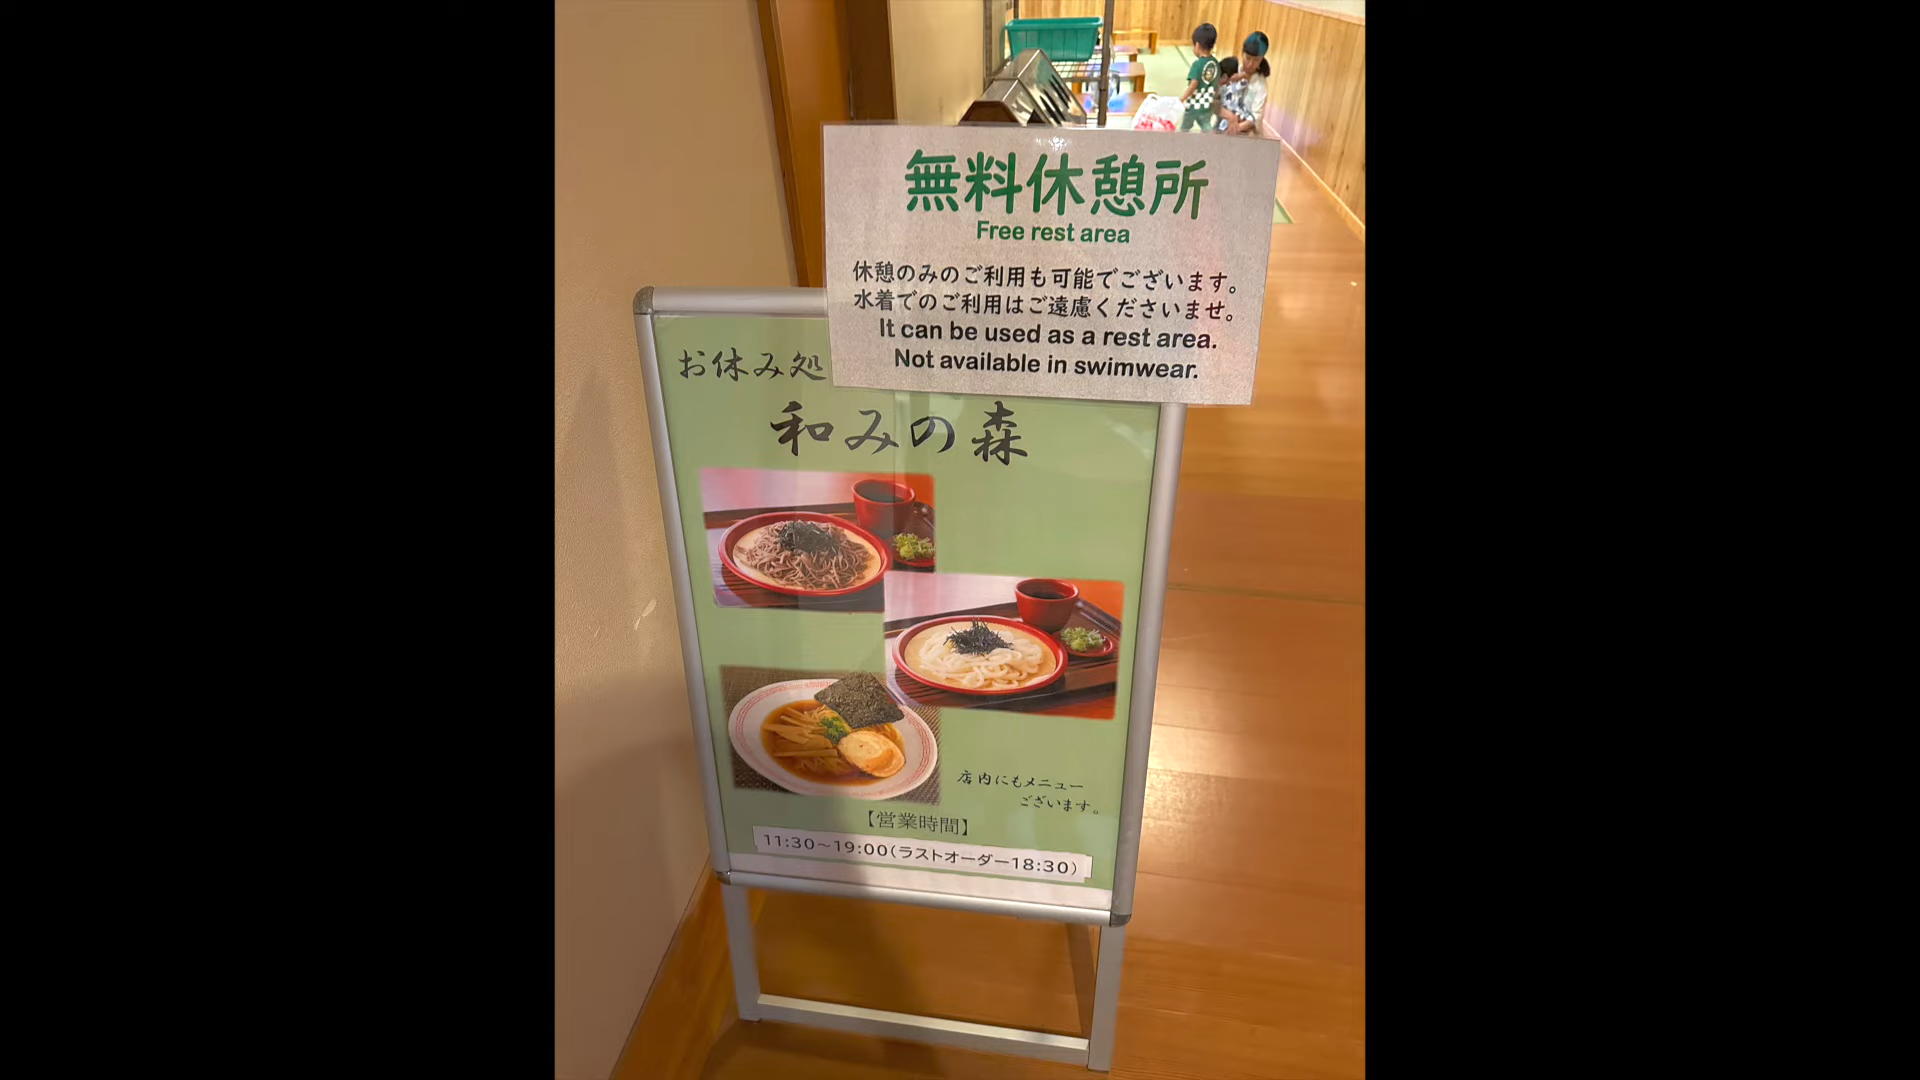 無料休憩所
Free rest area
休憩のみのご利用も可能でございます。
水着でのご利用はご遠慮くださいませ。
It can be used as a rest area.
Not available in swimwear.
お休み処
和みの森
店内にもメニュー
ございます。
【営業時間】
11:30～19:00(ラストオーダー18:30)